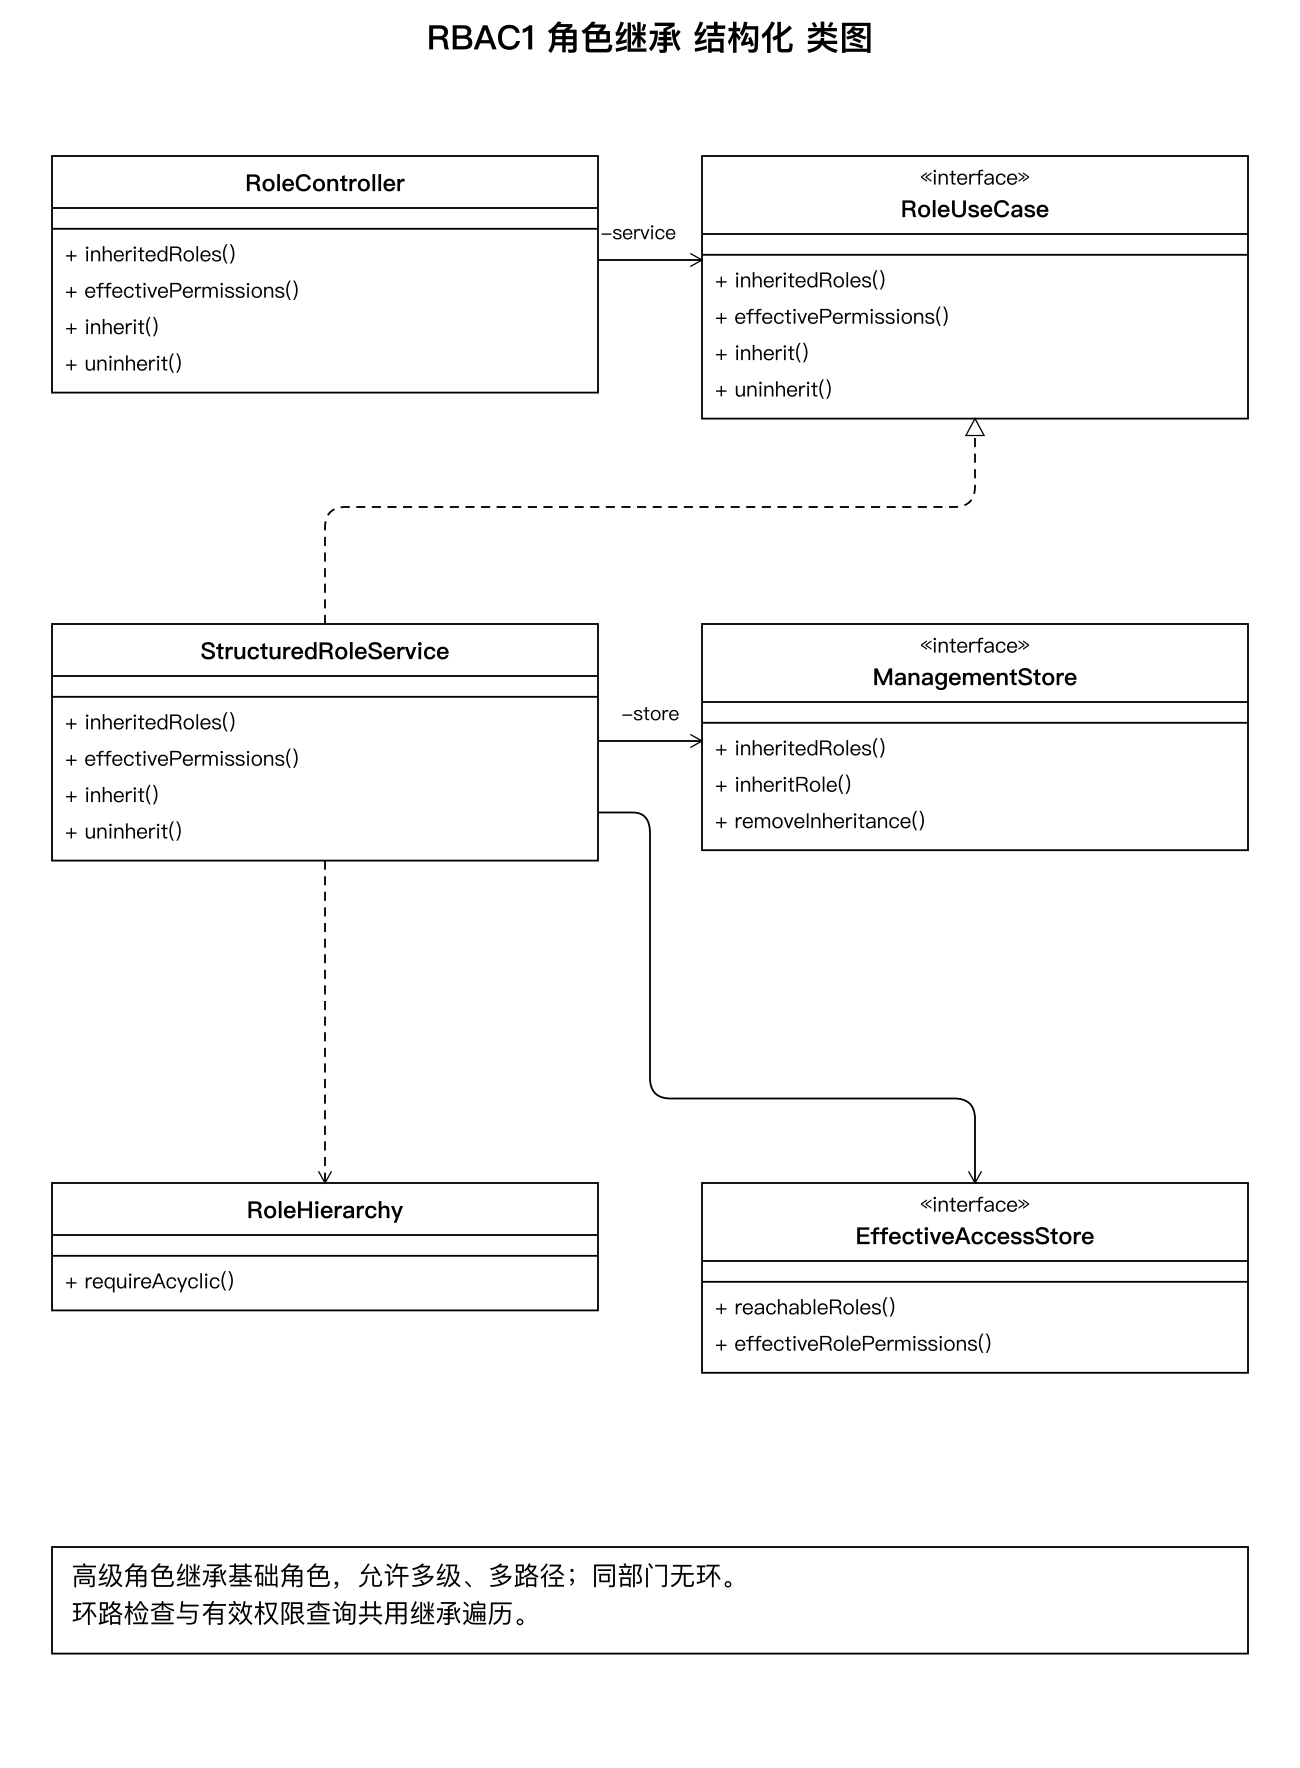 RBAC1 角色继承 结构化 类图
RoleController
+ inheritedRoles()
+ effectivePermissions()
+ inherit()
+ uninherit()
–service
«interface»
RoleUseCase
+ inheritedRoles()
+ effectivePermissions()
+ inherit()
+ uninherit()
StructuredRoleService
+ inheritedRoles()
+ effectivePermissions()
+ inherit()
+ uninherit()
–store
«interface»
ManagementStore
+ inheritedRoles()
+ inheritRole()
+ removeInheritance()
RoleHierarchy
+ requireAcyclic()
«interface»
EffectiveAccessStore
+ reachableRoles()
+ effectiveRolePermissions()
高级角色继承基础角色，允许多级、多路径；同部门无环。
环路检查与有效权限查询共用继承遍历。